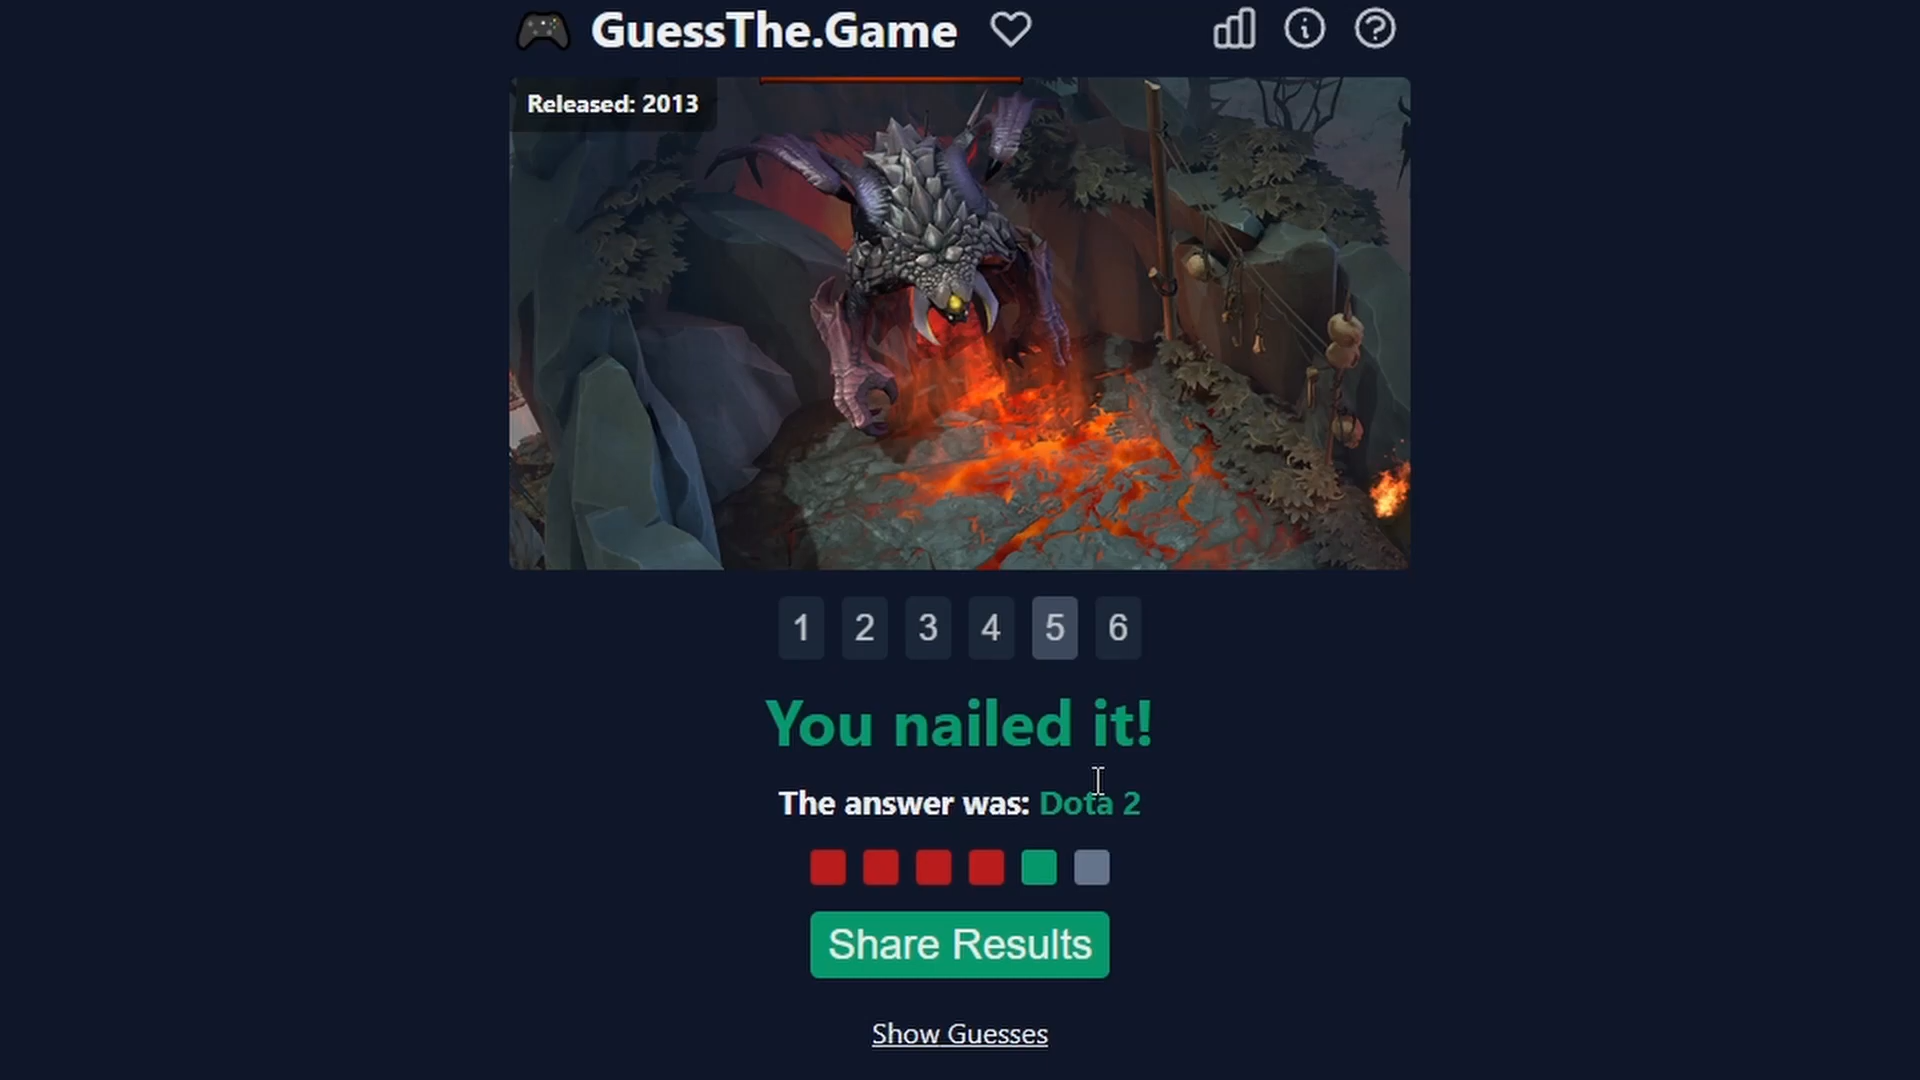 GuessThe.Game
Released: 2013
1 2 3 4 5 6
You nailed it!
The answer was: Dota 2
Share Results
Show Guesses